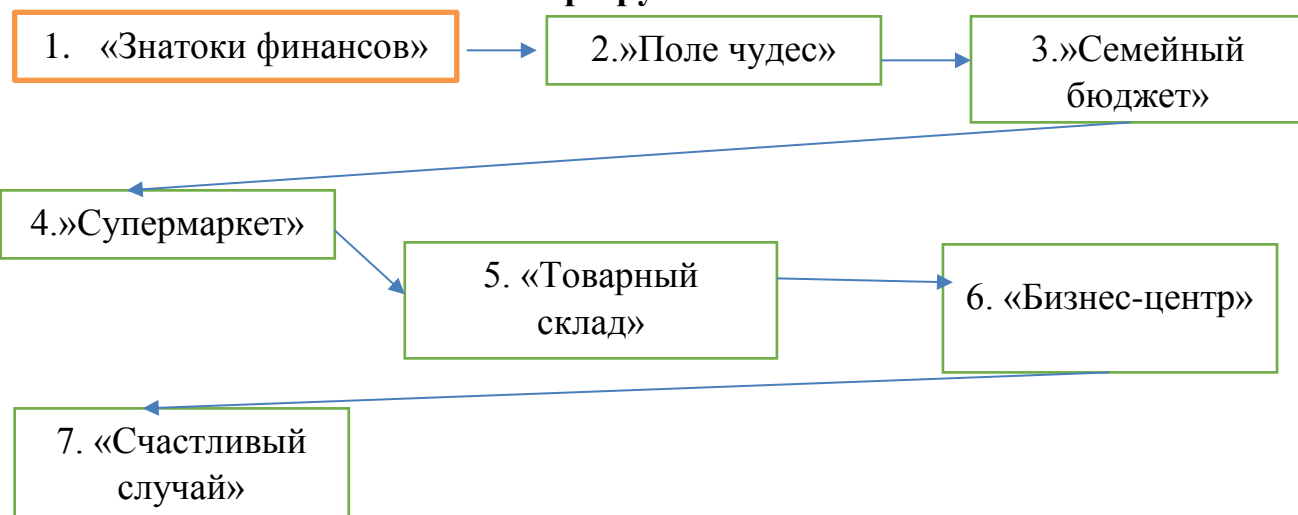 1. «Знатоки финансов»
2.»Поле чудес»
3.»Семейный
бюджет»
4.»Супермаркет»
5. «Товарный
склад»
6. «Бизнес-центр»
7. «Счастливый
случай»